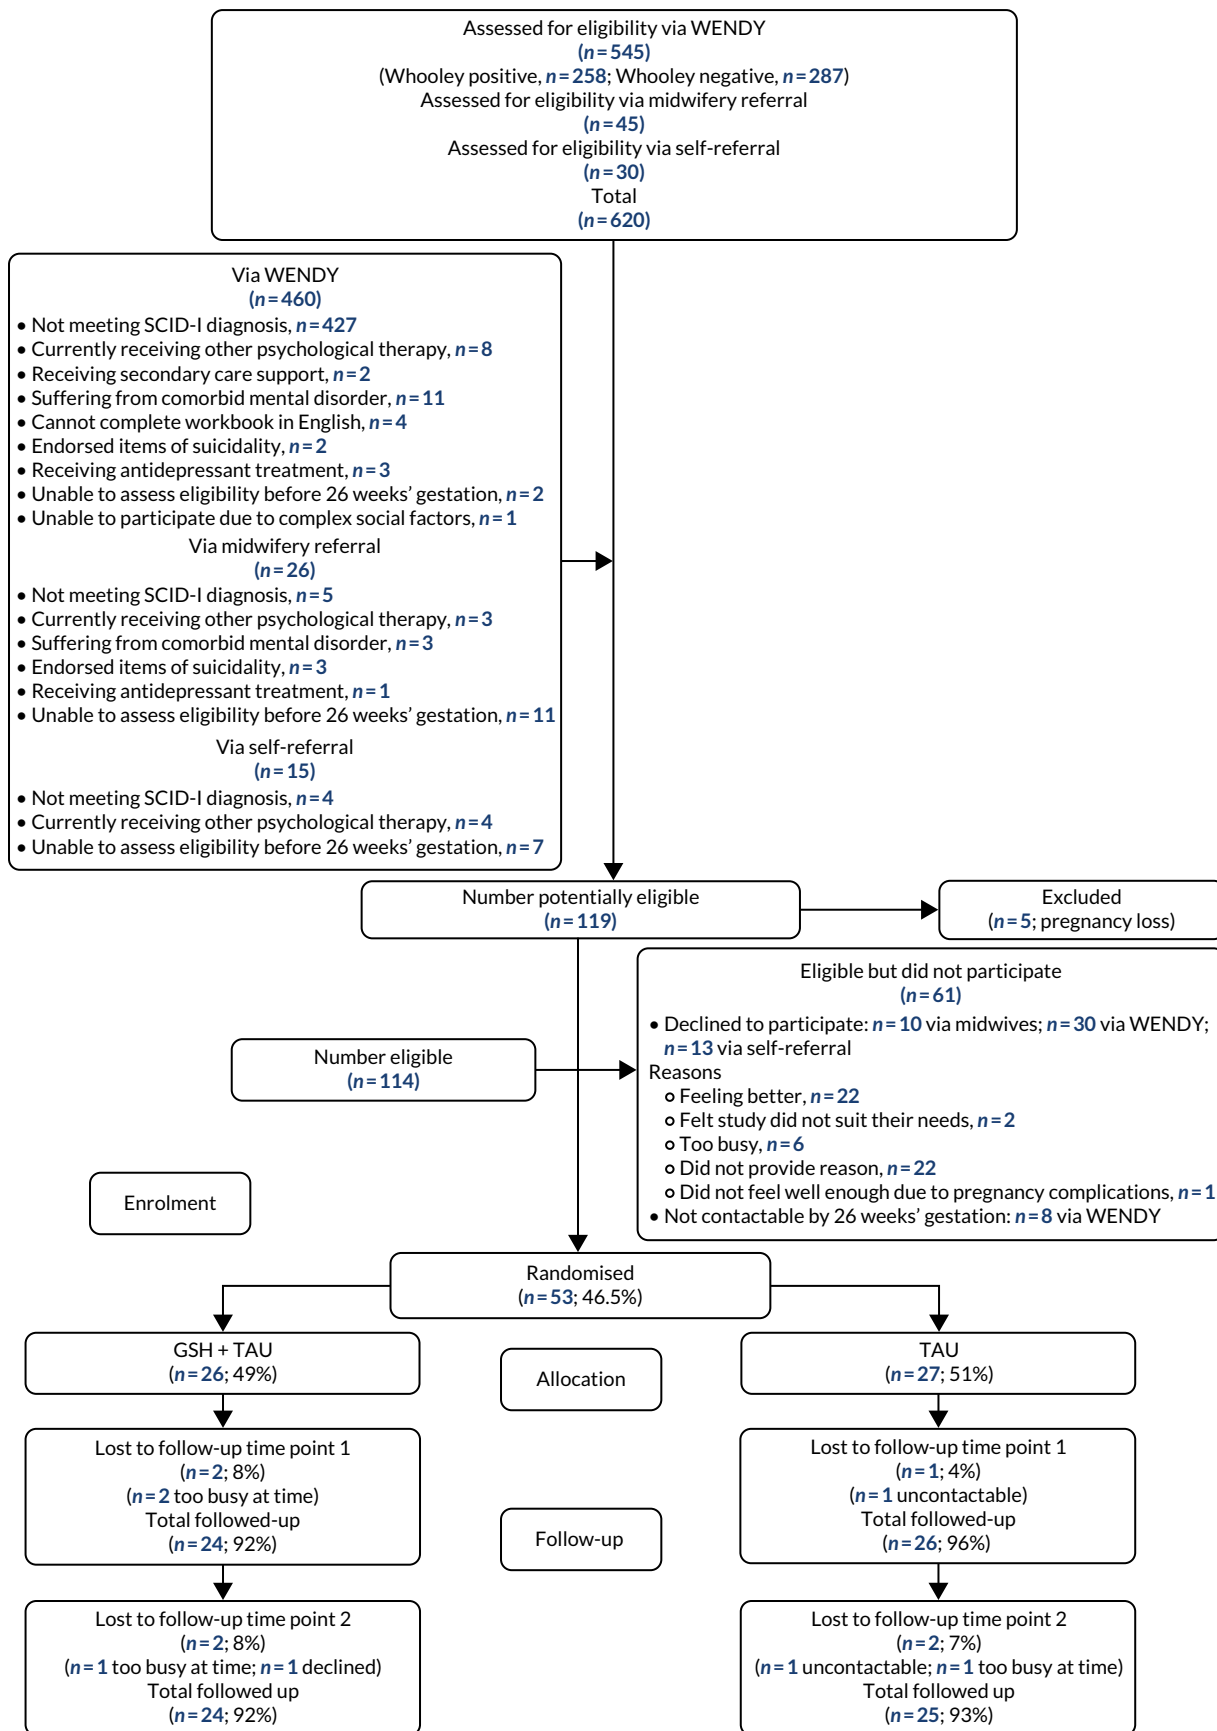 Assessed for eligibility via WENDY
(n=545)
(Whooley positive, n=258; Whooley negative, n=287)
Assessed for eligibility via midwifery referral
(n=45)
Assessed for eligibility via self-referral
(n=30)
Total
(n=620)
Via WENDY
(n=460)
• Not meeting SCID-I diagnosis, n=427
• Currently receiving other psychological therapy, n=8
• Receiving secondary care support, n=2
• Suffering from comorbid mental disorder, n=11
• Cannot complete workbook in English, n=4
• Endorsed items of suicidality, n=2
• Receiving antidepressant treatment, n=3
• Unable to assess eligibility before 26 weeks’ gestation, n=2
• Unable to participate due to complex social factors, n=1
Via midwifery referral
(n=26)
• Not meeting SCID-I diagnosis, n=5
• Currently receiving other psychological therapy, n=3
• Suffering from comorbid mental disorder, n=3
• Endorsed items of suicidality, n=3
• Receiving antidepressant treatment, n=1
• Unable to assess eligibility before 26 weeks’ gestation, n=11
Via self-referral
(n=15)
• Not meeting SCID-I diagnosis, n=4
• Currently receiving other psychological therapy, n=4
• Unable to assess eligibility before 26 weeks’ gestation, n=7
Number potentially eligible
(n=119)
Excluded
(n=5; pregnancy loss)
Eligible but did not participate
(n=61)
• Declined to participate: n=10 via midwives; n=30 via WENDY;
n=13 via self-referral
Reasons
Feeling better, n=22
Felt study did not suit their needs, n=2
Too busy, n=6
Did not provide reason, n=22
Did not feel well enough due to pregnancy complications, n=1
• Not contactable by 26 weeks’ gestation: n=8 via WENDY
Number eligible
(n=114)
Enrolment
Randomised
(n=53; 46.5%)
GSH + TAU
(n=26; 49%)
Allocation
TAU
(n=27; 51%)
Lost to follow-up time point 1
(n=2; 8%)
(n=2 too busy at time)
Total followed-up
(n=24; 92%)
Follow-up
Lost to follow-up time point 1
(n=1; 4%)
(n=1 uncontactable)
Total followed-up
(n=26; 96%)
Lost to follow-up time point 2
(n=2; 8%)
(n=1 too busy at time; n=1 declined)
Total followed up
(n=24; 92%)
Lost to follow-up time point 2
(n=2; 7%)
(n=1 uncontactable; n=1 too busy at time)
Total followed up
(n=25; 93%)